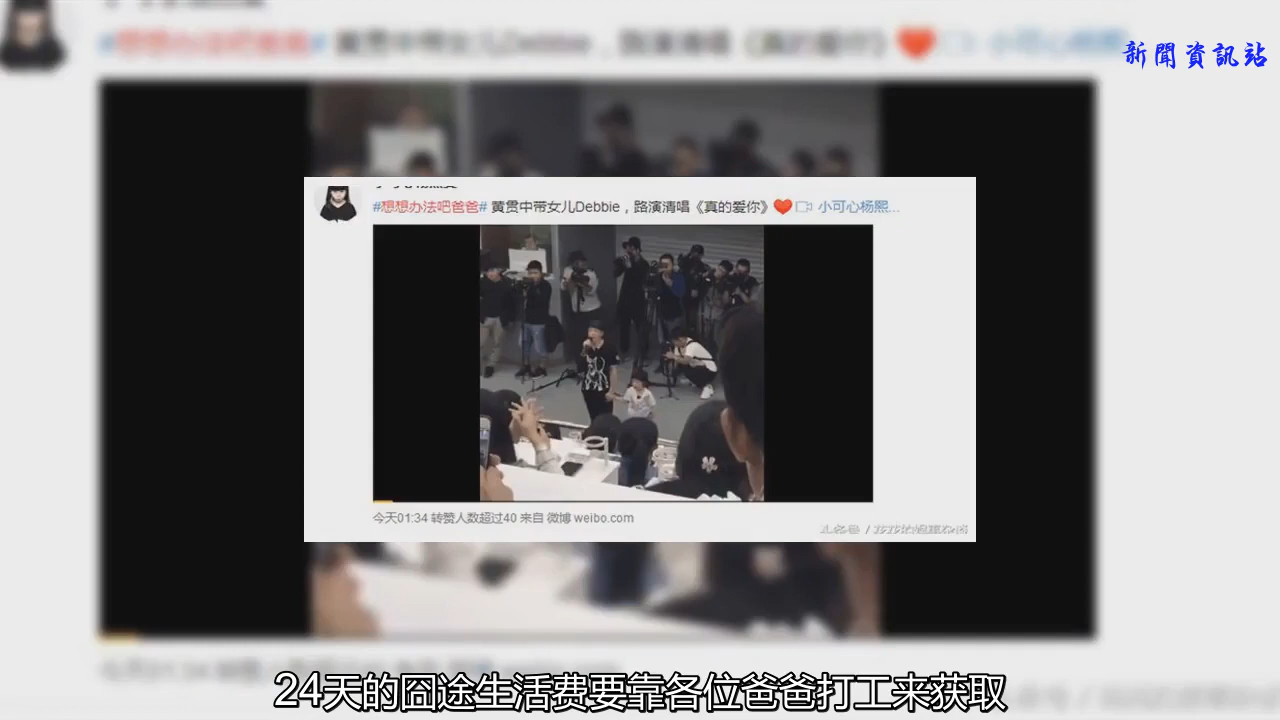 新聞資訊站
#想想办法吧爸爸# 黄贯中带女儿Debbie，路演清唱《真的爱你》❤️ 小可心杨熙...
今天01:34 转赞人数超过40 来自 微博 weibo.com
24天的囧途生活费要靠各位爸爸打工来获取